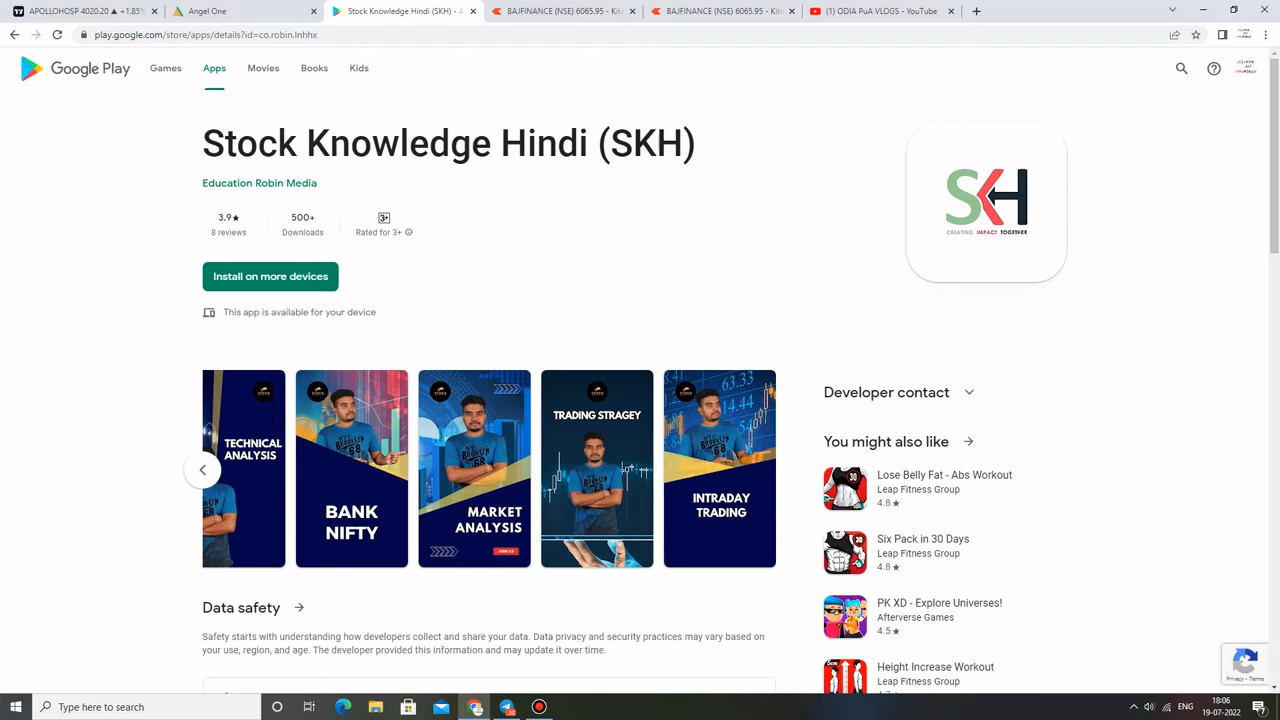 APOLLOHOSP 4020.20 ▲ +1.85%
Angel One
Stock Knowledge Hindi (SKH) - A
BAJFINANCE (NSE) 6065.95 - Kite
BAJFINANCE (NSE) 6065.95 - Kite
(1) ODIA PuA VLOGS - YouTube
play.google.com/store/apps/details?id=co.robin.lnhhx
Google Play
Games
Apps
Movies
Books
Kids
Stock Knowledge Hindi (SKH)
Education Robin Media
3.9★
8 reviews
500+
Downloads
3+
Rated for 3+
Install on more devices
This app is available for your device
SKH
CREATING IMPACT TOGETHER
TECHNICAL
ANALYSIS
BANK
NIFTY
MARKET
ANALYSIS
TRADING STRAGEY
63.33
14.44
INTRADAY
TRADING
Developer contact
You might also like
Lose Belly Fat - Abs Workout
Leap Fitness Group
4.8★
Six Pack in 30 Days
Leap Fitness Group
4.8★
PK XD - Explore Universes!
Afterverse Games
4.5★
Height Increase Workout
Leap Fitness Group
Data safety
Safety starts with understanding how developers collect and share your data. Data privacy and security practices may vary based on
your use, region, and age. The developer provided this information and may update it over time.
Privacy - Terms
Type here to search
ENG
18:06
19-07-2022